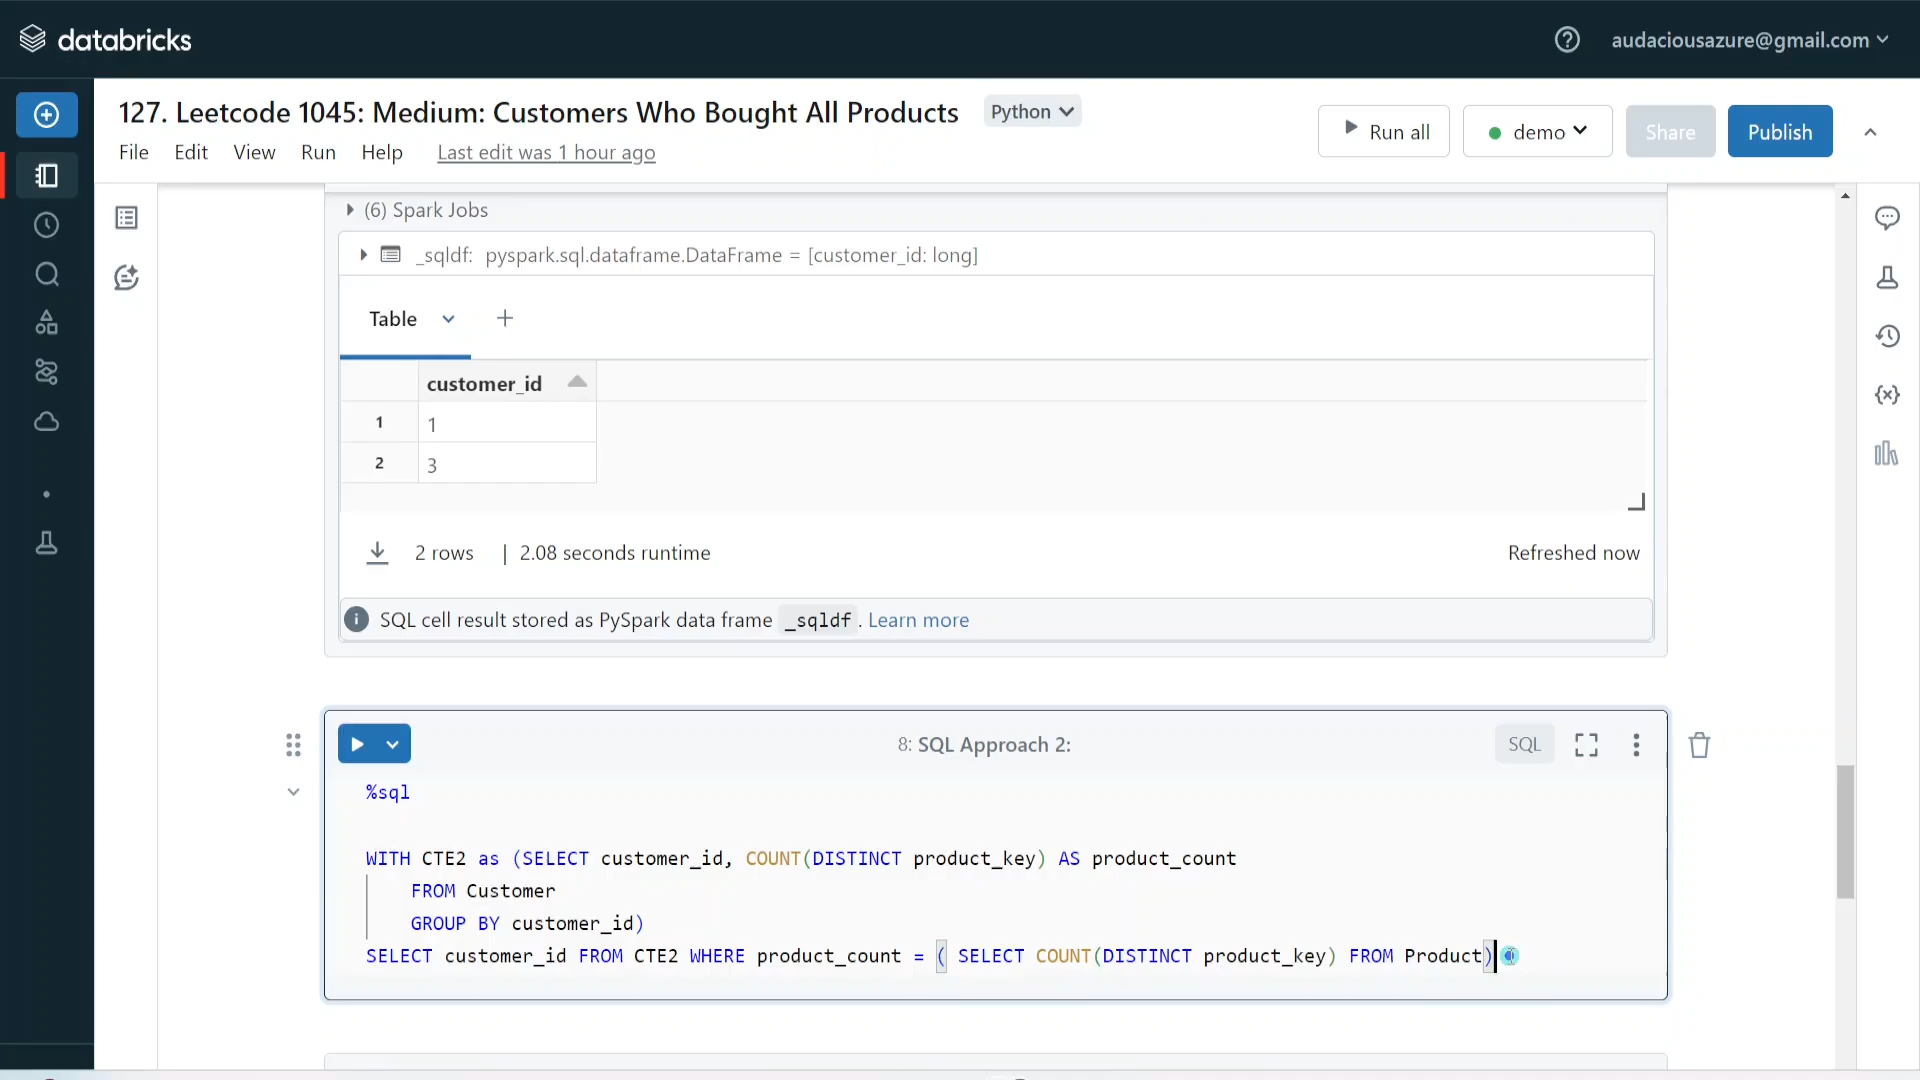 databricks
audaciousazure@gmail.com
127. Leetcode 1045: Medium: Customers Who Bought All Products
Python
Run all
demo
Share
Publish
File Edit View Run Help Last edit was 1 hour ago
(6) Spark Jobs
_sqldf: pyspark.sql.dataframe.DataFrame = [customer_id: long]
Table
customer_id
1 1
2 3
2 rows | 2.08 seconds runtime Refreshed now
SQL cell result stored as PySpark data frame _sqldf . Learn more
8: SQL Approach 2:
SQL
%sql
WITH CTE2 as (SELECT customer_id, COUNT(DISTINCT product_key) AS product_count
FROM Customer
GROUP BY customer_id)
SELECT customer_id FROM CTE2 WHERE product_count = ( SELECT COUNT(DISTINCT product_key) FROM Product)